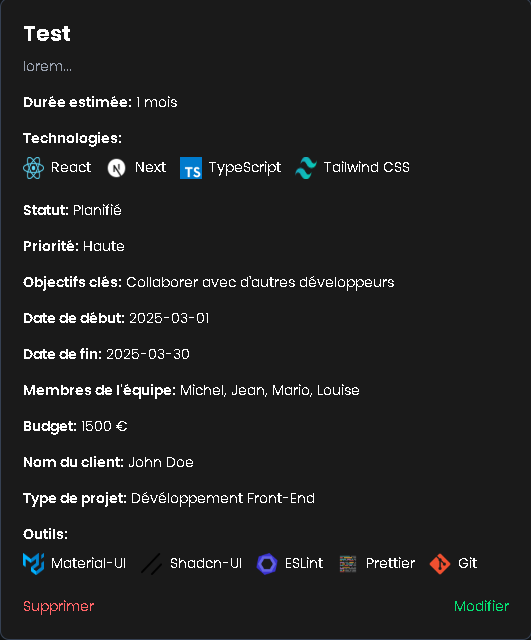 Test
lorem...
Durée estimée: 1 mois
Technologies:
React Next TS TypeScript Tailwind CSS
Statut: Planifié
Priorité: Haute
Objectifs clés: Collaborer avec d'autres développeurs
Date de début: 2025-03-01
Date de fin: 2025-03-30
Membres de l'équipe: Michel, Jean, Mario, Louise
Budget: 1500 €
Nom du client: John Doe
Type de projet: Dévéloppement Front-End
Outils:
Material-UI Shadcn-UI ESLint Prettier Git
Supprimer Modifier